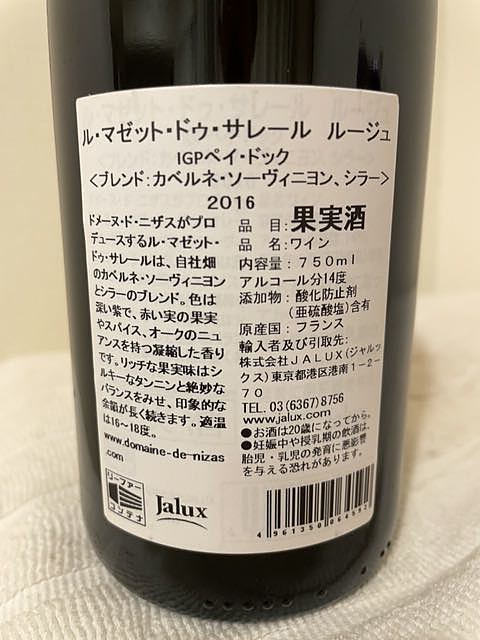 ル・マゼット・ドゥ・サレール ルージュ
IGPペイ・ドック
<ブレンド:カベルネ・ソーヴィニヨン、シラー>
2016
ドメーヌ・ド・ニザスがプロ
デュースするル・マゼット・
ドゥ・サレールは、自社畑
のカベルネ・ソーヴィニヨン
とシラーのブレンド。色は
深い紫で、赤い実の果実
やスパイス、オークのニュ
アンスを持つ凝縮した香り
です。リッチな果実味はシ
ルキーなタンニンと絶妙な
バランスをみせ、印象的な
余韻が長く続きます。適温
は16~18度。
www.domaine-de-nizas
.com
品 目:果実酒
品 名:ワイン
内容量:750ml
アルコール分14度
添加物:酸化防止剤
(亜硫酸塩)含有
原産国:フランス
輸入者及び引取先:
株式会社JALUX(ジャルッ
クス)東京都港区港南1-2-
70
TEL.03(6367)8756
www.jalux.com
●お酒は20歳になってから。
●妊娠中や授乳期の飲酒は、
胎児・乳児の発育に悪影響
を与える恐れがあります。
リーファー
コンテナ
Jalux
4 961350 064592